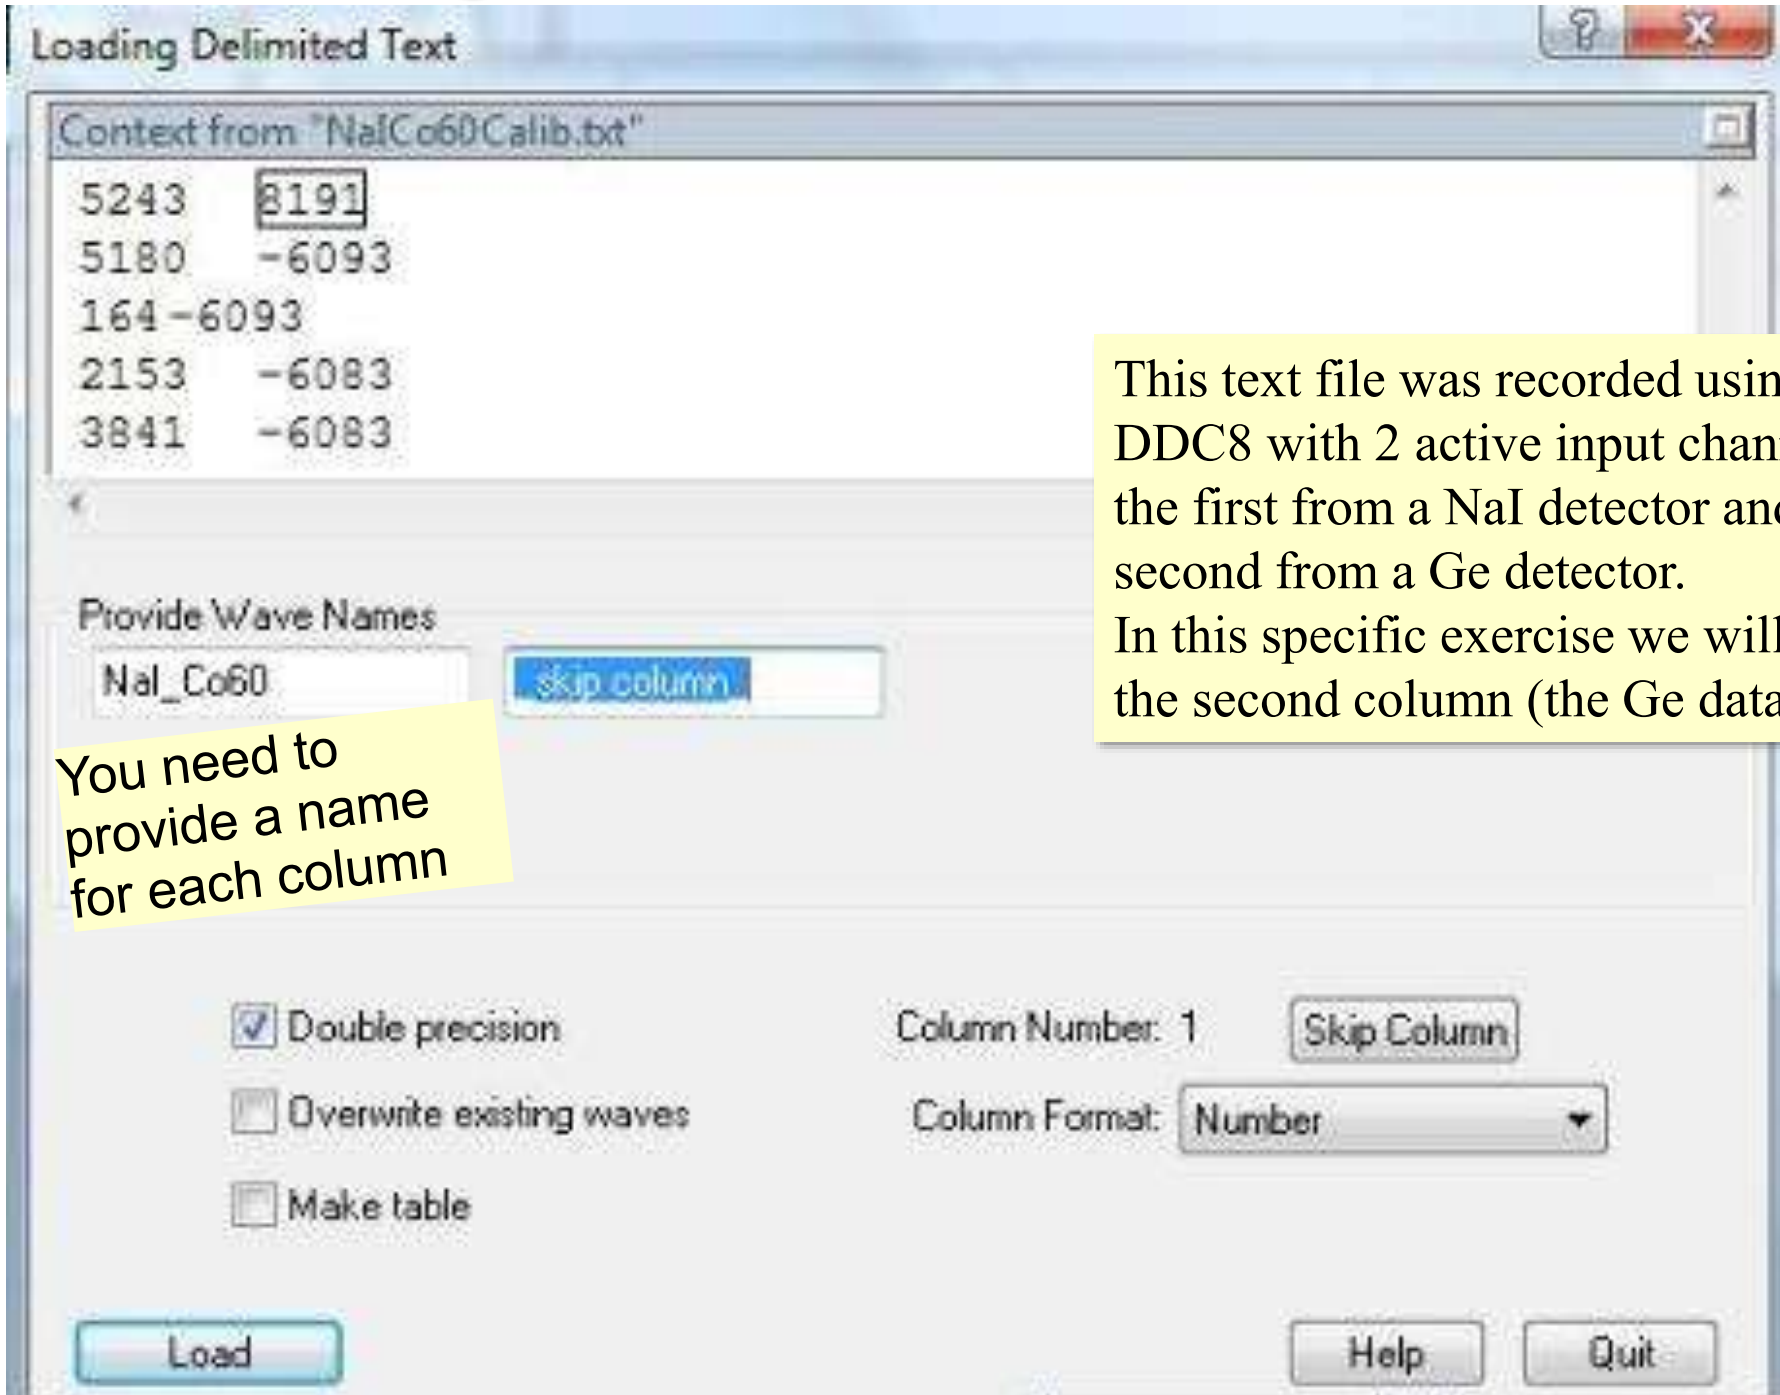 Loading Delimited Text
Context from "NaICo60Calib.txt"
5243 8191
5180 -6093
164-6093
2153 -6083
3841 -6083
This text file was recorded usin
DDC8 with 2 active input chan
the first from a NaI detector and
second from a Ge detector.
In this specific exercise we will
the second column (the Ge data
Provide Wave Names
NaI_Co60 skip column
You need to
provide a name
for each column
Double precision
Column Number: 1 Skip Column
Overwrite existing waves
Column Format: Number
Make table
Load Help Quit